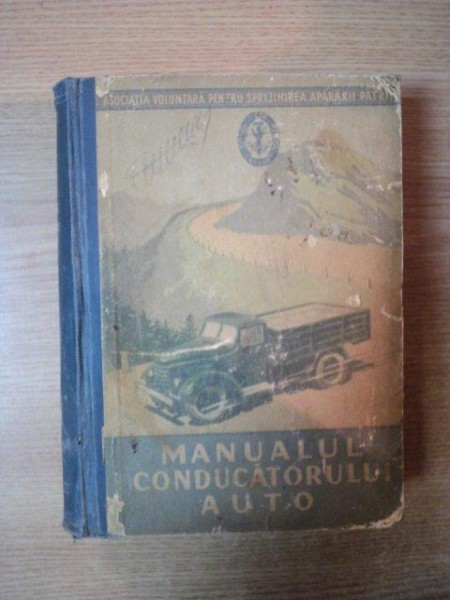 ASOCIAȚIA VOLUNTARĂ PENTRU SPRIJINIREA APĂRĂRII PATRIEI
MANUALUL
CONDUCĂTORULUI
AUTO